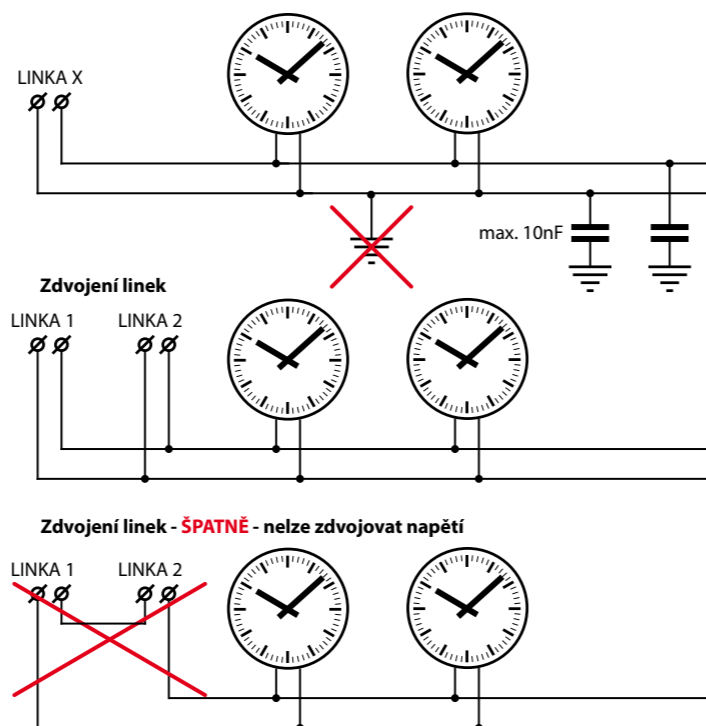 LINKA X
max. 10nF
Zdvojení linek
LINKA 1 LINKA 2
Zdvojení linek - ŠPATNĚ - nelze zdvojovat napětí
LINKA 1 LINKA 2